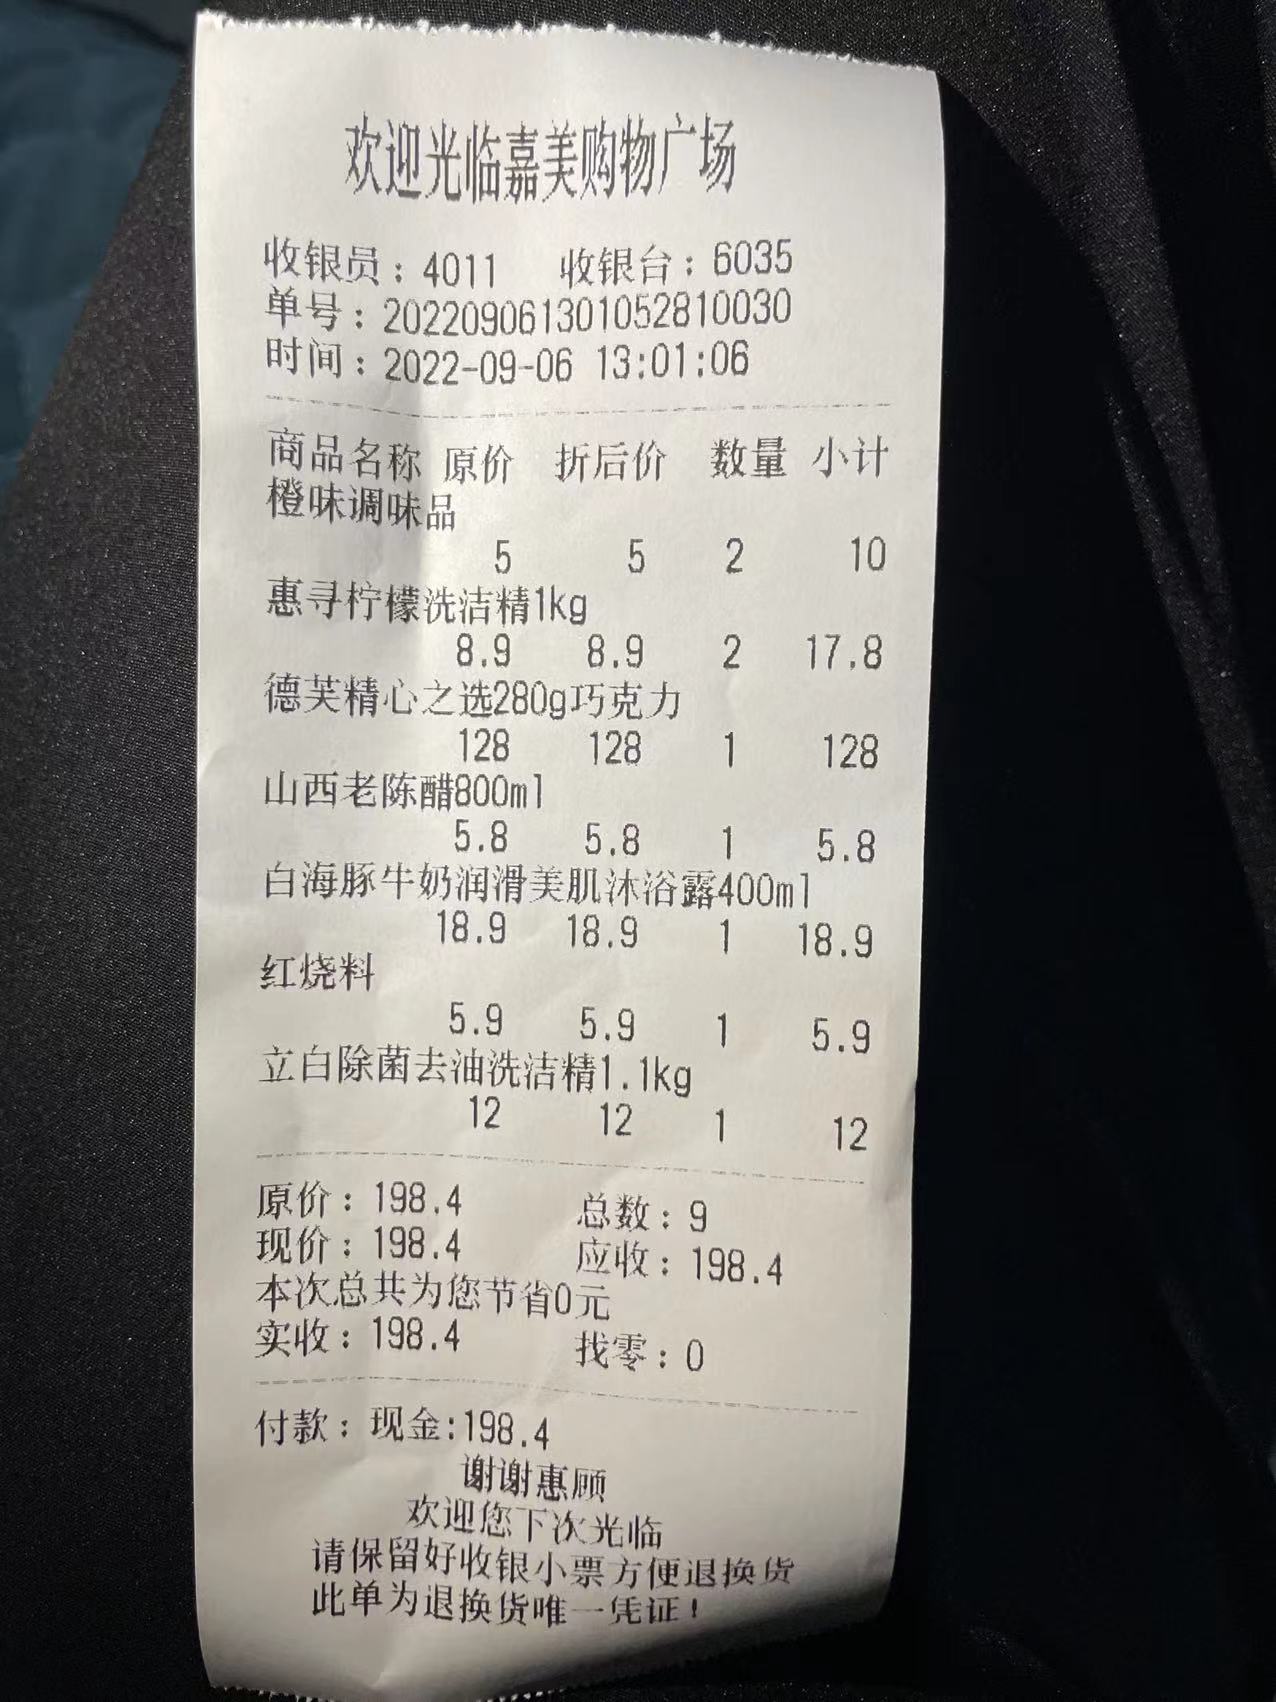 欢迎光临嘉美购物广场
收银员：4011 收银台：6035
单号：202209061301052810030
时间：2022-09-06 13:01:06
商品名称 原价 折后价 数量 小计
橙味调味品
5 5 2 10
惠寻柠檬洗洁精1kg
8.9 8.9 2 17.8
德芙精心之选280g巧克力
128 128 1 128
山西老陈醋800ml
5.8 5.8 1 5.8
白海豚牛奶润滑美肌沐浴露400ml
18.9 18.9 1 18.9
红烧料
5.9 5.9 1 5.9
立白除菌去油洗洁精1.1kg
12 12 1 12
原价：198.4 总数：9
现价：198.4 应收：198.4
本次总共为您节省0元
实收：198.4 找零：0
付款：现金:198.4
谢谢惠顾
欢迎您下次光临
请保留好收银小票方便退换货
此单为退换货唯一凭证！